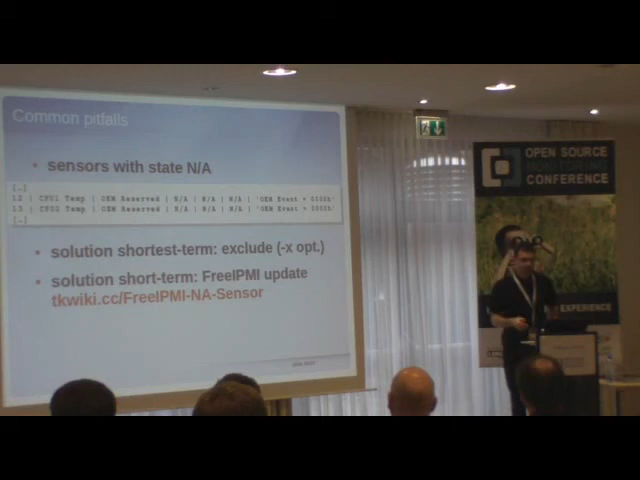 Common pitfalls
• sensors with state N/A
[…]
12 | CPU1 Temp | OEM Reserved | N/A | N/A | N/A | 'OEM Event = 0000h'
13 | CPU2 Temp | OEM Reserved | N/A | N/A | N/A | 'OEM Event = 0000h'
[…]
• solution shortest-term: exclude (-x opt.)
• solution short-term: FreeIPMI update
tkwiki.cc/FreeIPMI-NA-Sensor
OPEN SOURCE
MONITORING
CONFERENCE
EXPERIENCE